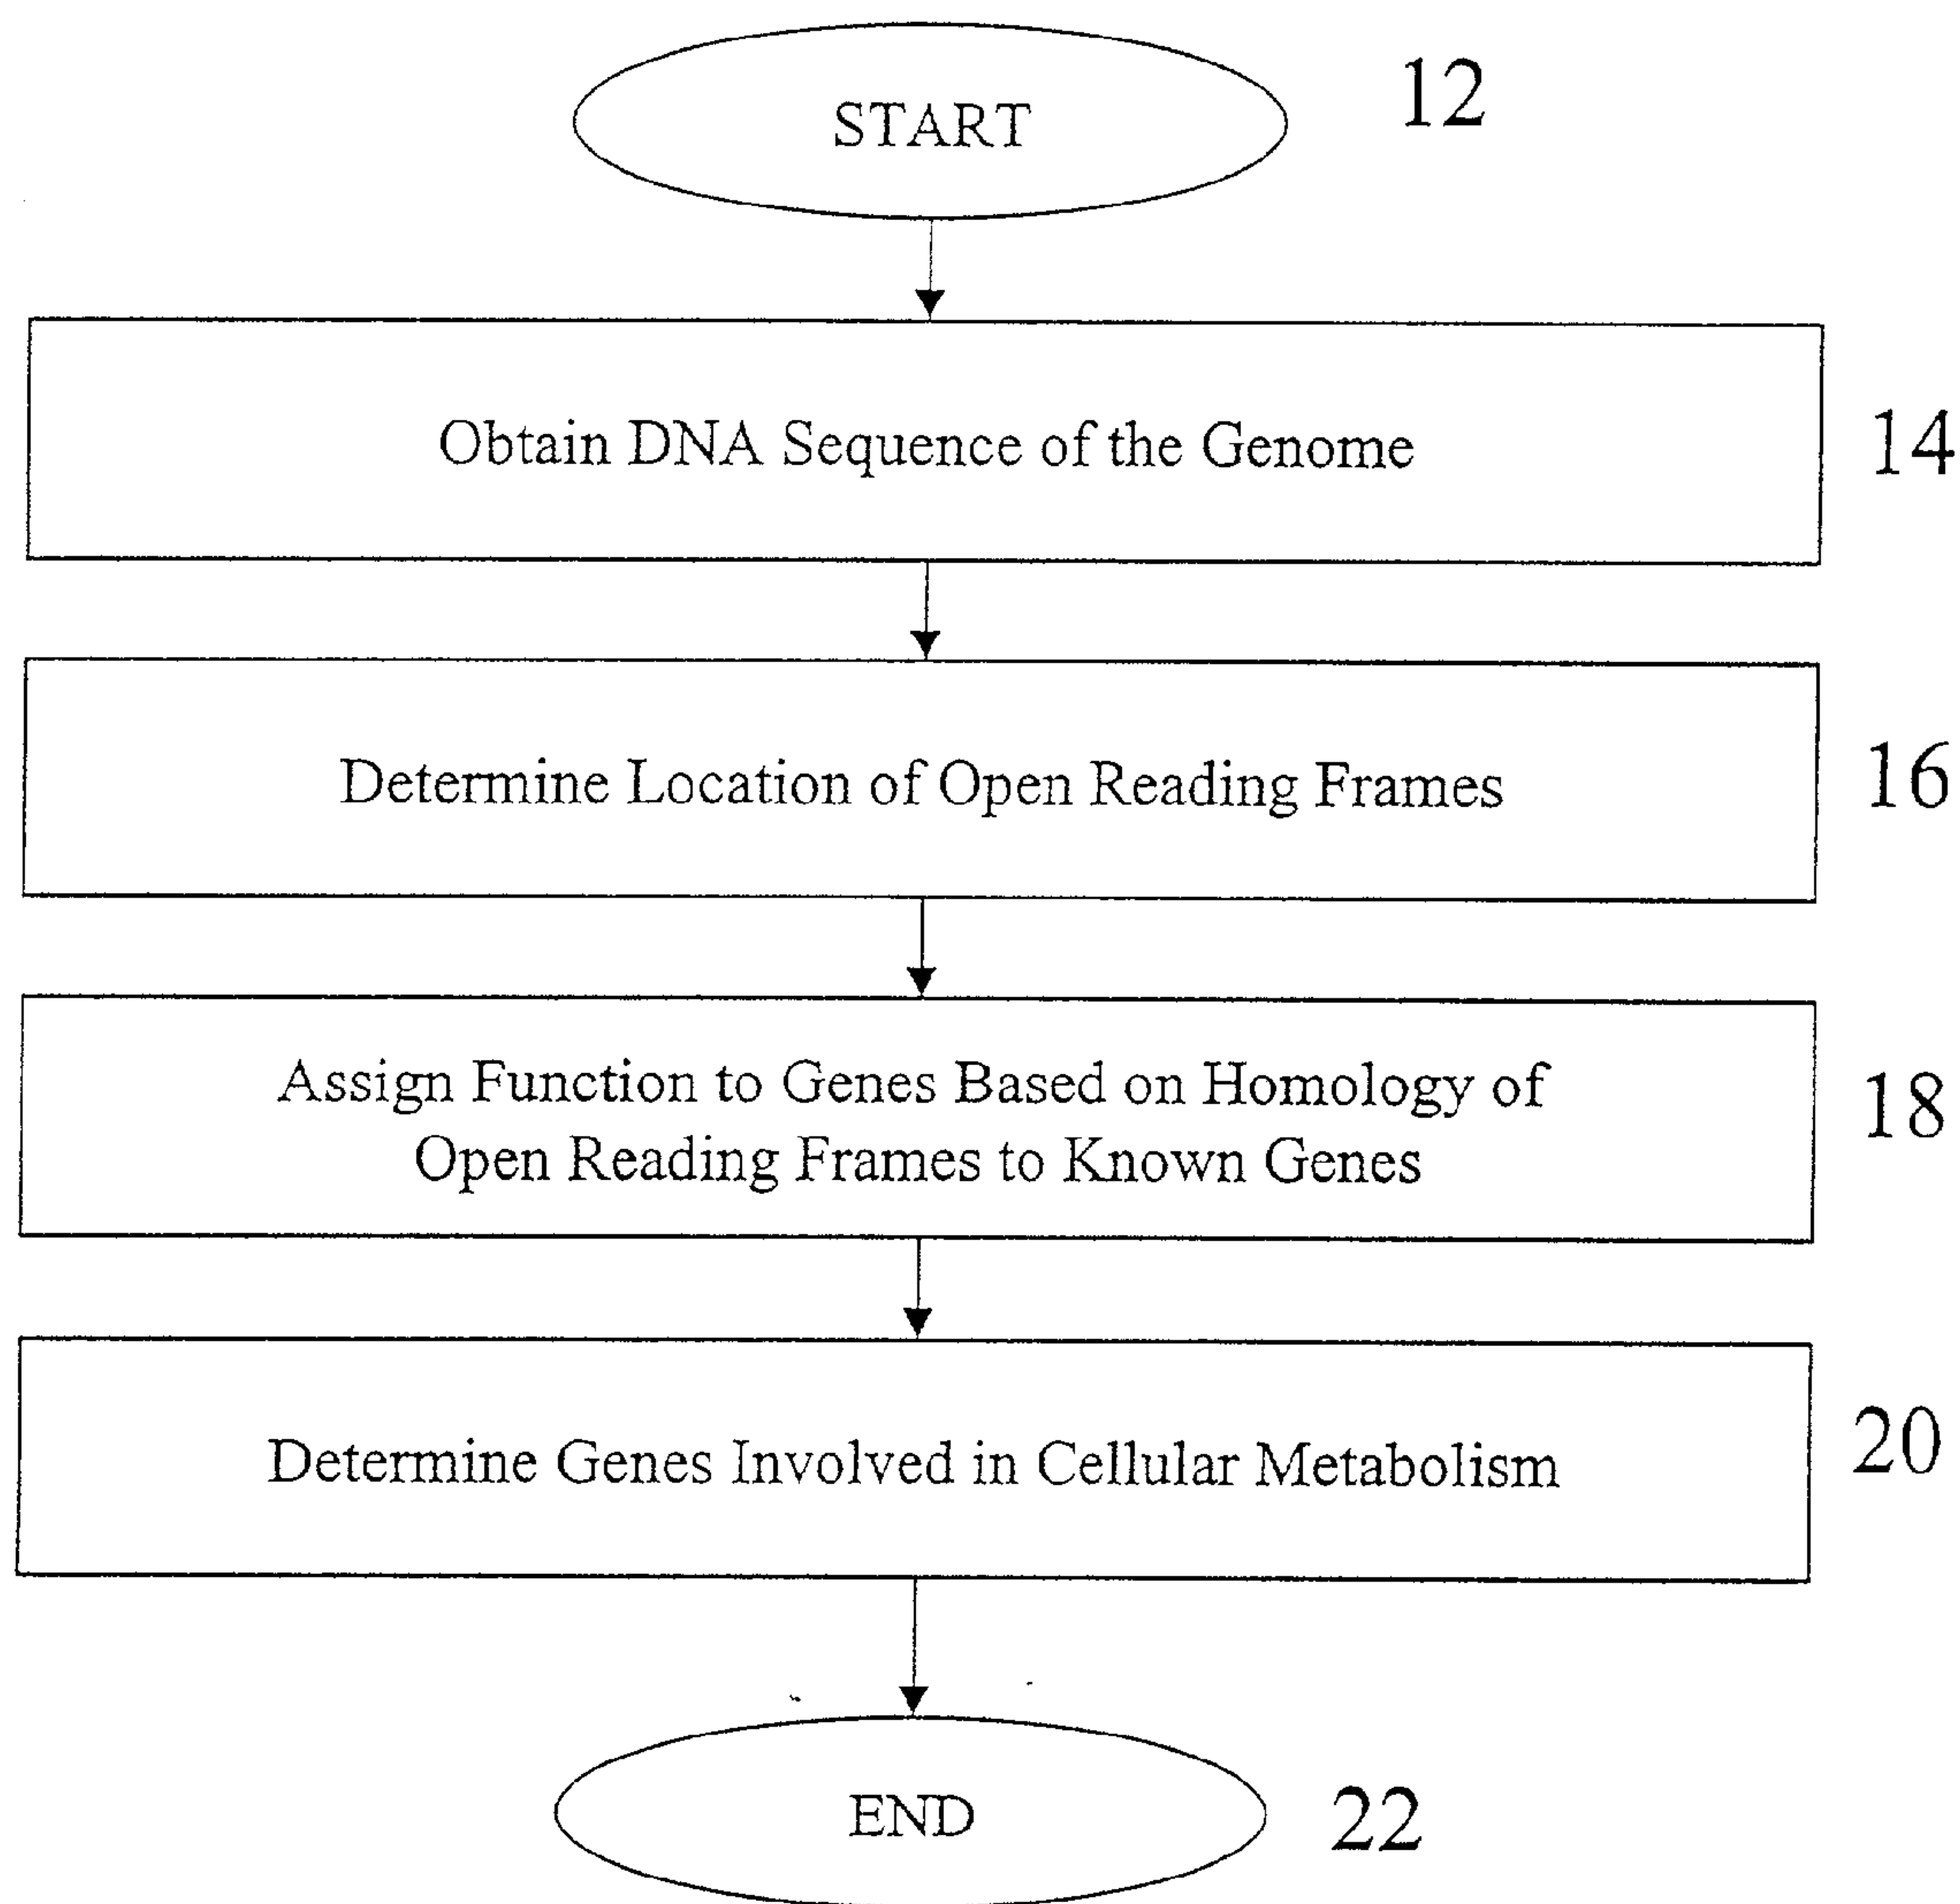 START
12
Obtain DNA Sequence of the Genome
14
Determine Location of Open Reading Frames
16
Assign Function to Genes Based on Homology of
Open Reading Frames to Known Genes
18
Determine Genes Involved in Cellular Metabolism
20
END
22